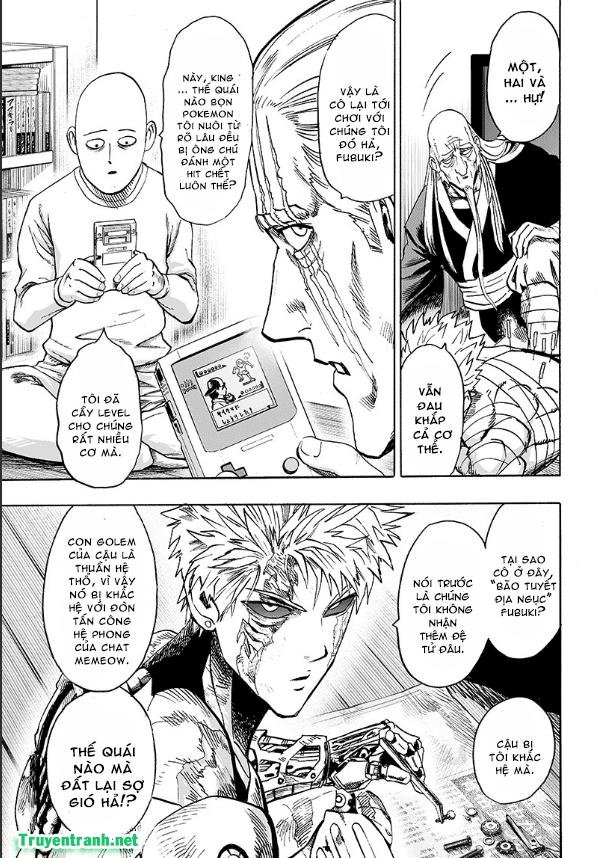 MỘT,
HAI VÀ
... HỰ!
VẪN
ĐAU
KHẮP
CẢ CƠ
THỂ.
VẬY LÀ
CÔ LẠI TỚI
CHƠI VỚI
CHÚNG TÔI
ĐÓ HẢ,
FUBUKI?
NÀY, KING
... THẾ QUÁI
NÀO BỌN
POKEMON
TÔI NUÔI TỪ
RÕ LÂU ĐỀU
BỊ ÔNG CHÚ
ĐÁNH MỘT
HIT CHẾT
LUÔN THẾ?
TÔI ĐÃ
CẦY LEVEL
CHO CHÚNG
RẤT NHIỀU
CƠ MÀ.
TẠI SAO
CÔ Ở ĐÂY,
"BÃO TUYẾT
ĐỊA NGỤC"
FUBUKI?
NÓI TRƯỚC
LÀ CHÚNG
TÔI KHÔNG
NHẬN
THÊM ĐỆ
TỬ ĐÂU.
CON GOLEM
CỦA CẬU LÀ
THUẦN HỆ
THỔ, VÌ VẬY
NÓ BỊ KHẮC
HỆ VỚI ĐÒN
TẤN CÔNG
HỆ PHONG
CỦA CHAT
MEMEOW.
CẬU BỊ
TÔI KHẮC
HỆ MÀ.
THẾ QUÁI
NÀO MÀ
ĐẤT LẠI SỢ
GIÓ HẢ!?
Truyentranh.net